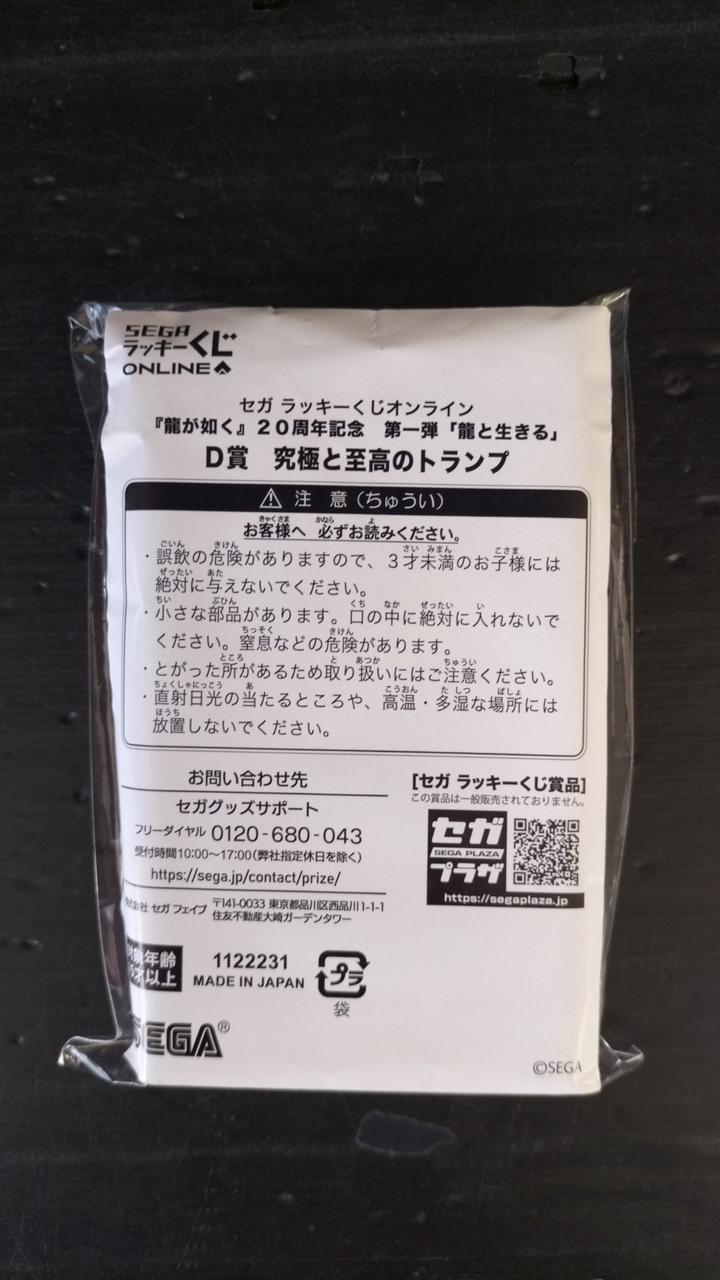 SEGA
ラッキーくじ
ONLINE
セガ ラッキーくじオンライン
『龍が如く』20周年記念 第一弾「龍と生きる」
D賞 究極と至高のトランプ
注 意(ちゅうい)
お客様へ 必ずお読みください。
・誤飲の危険がありますので、3才未満のお子様には
絶対に与えないでください。
・小さな部品があります。口の中に絶対に入れないで
ください。窒息などの危険があります。
・とがった所があるため取り扱いにはご注意ください。
・直射日光の当たるところや、高温・多湿な場所には
放置しないでください。
お問い合わせ先
セガグッズサポート
フリーダイヤル 0120-680-043
受付時間10:00〜17:00(弊社指定休日を除く)
https://sega.jp/contact/prize/
株式会社 セガ フェイブ 〒141-0033 東京都品川区西品川1-1-1
住友不動産大崎ガーデンタワー
[セガ ラッキーくじ賞品]
この賞品は一般販売されておりません。
セガ
SEGA PLAZA
プラザ
https://segaplaza.jp
対象年齢
才以上
1122231
MADE IN JAPAN
プラ
袋
SEGA®
©SEGA